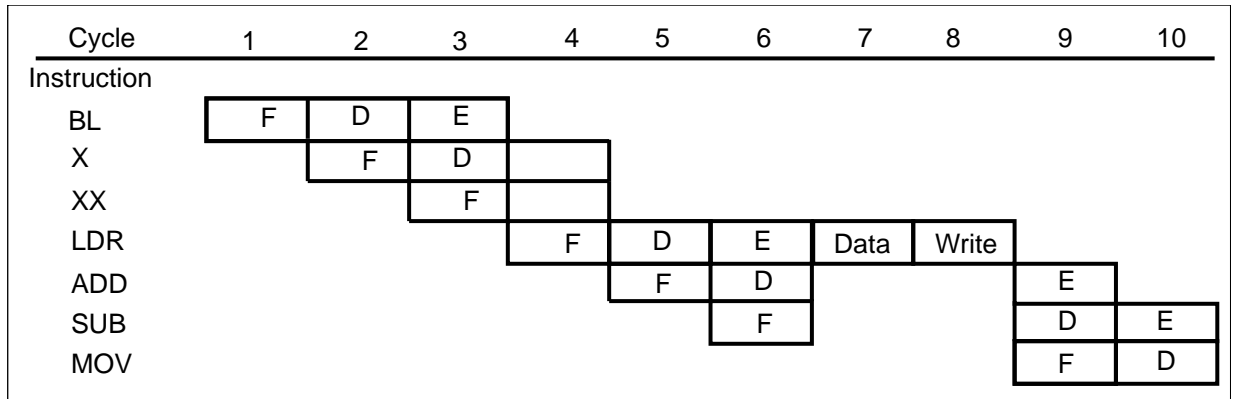 Cycle 1 2 3 4 5 6 7 8 9 10
Instruction
BL F D E
X F D
XX F
LDR F D E Data Write
ADD F D E
SUB F D E
MOV F D